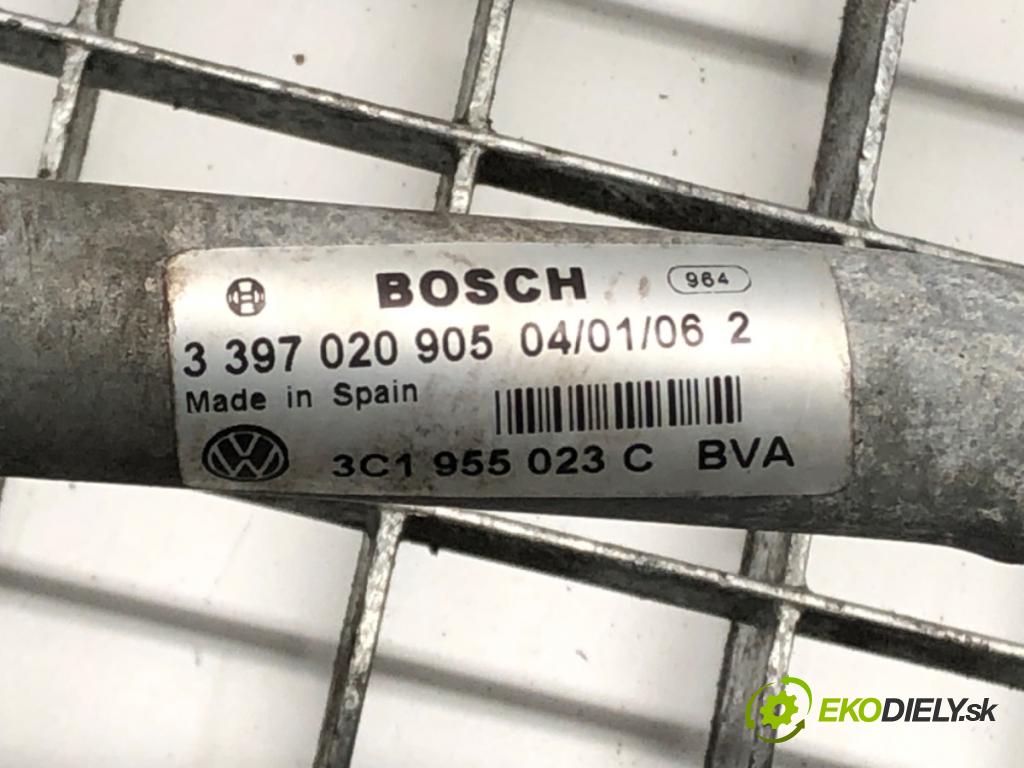 BOSCH 964
3 397 020 905 04/01/06 2
Made in Spain
3C1 955 023 C BVA
EKODIELY.sk